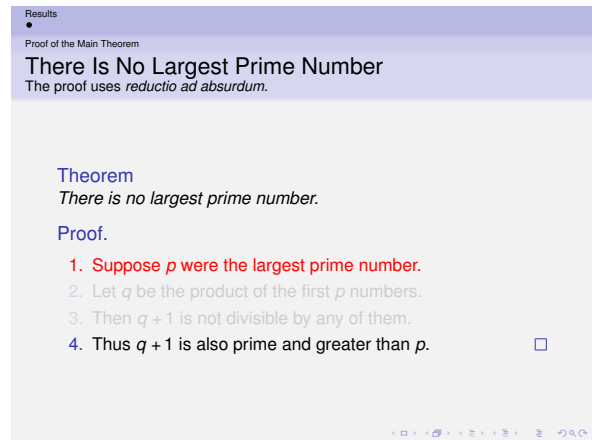 Results
Proof of the Main Theorem
There Is No Largest Prime Number
The proof uses reductio ad absurdum.
Theorem
There is no largest prime number.
Proof.
1. Suppose p were the largest prime number.
2. Let q be the product of the first p numbers.
3. Then q + 1 is not divisible by any of them.
4. Thus q + 1 is also prime and greater than p.